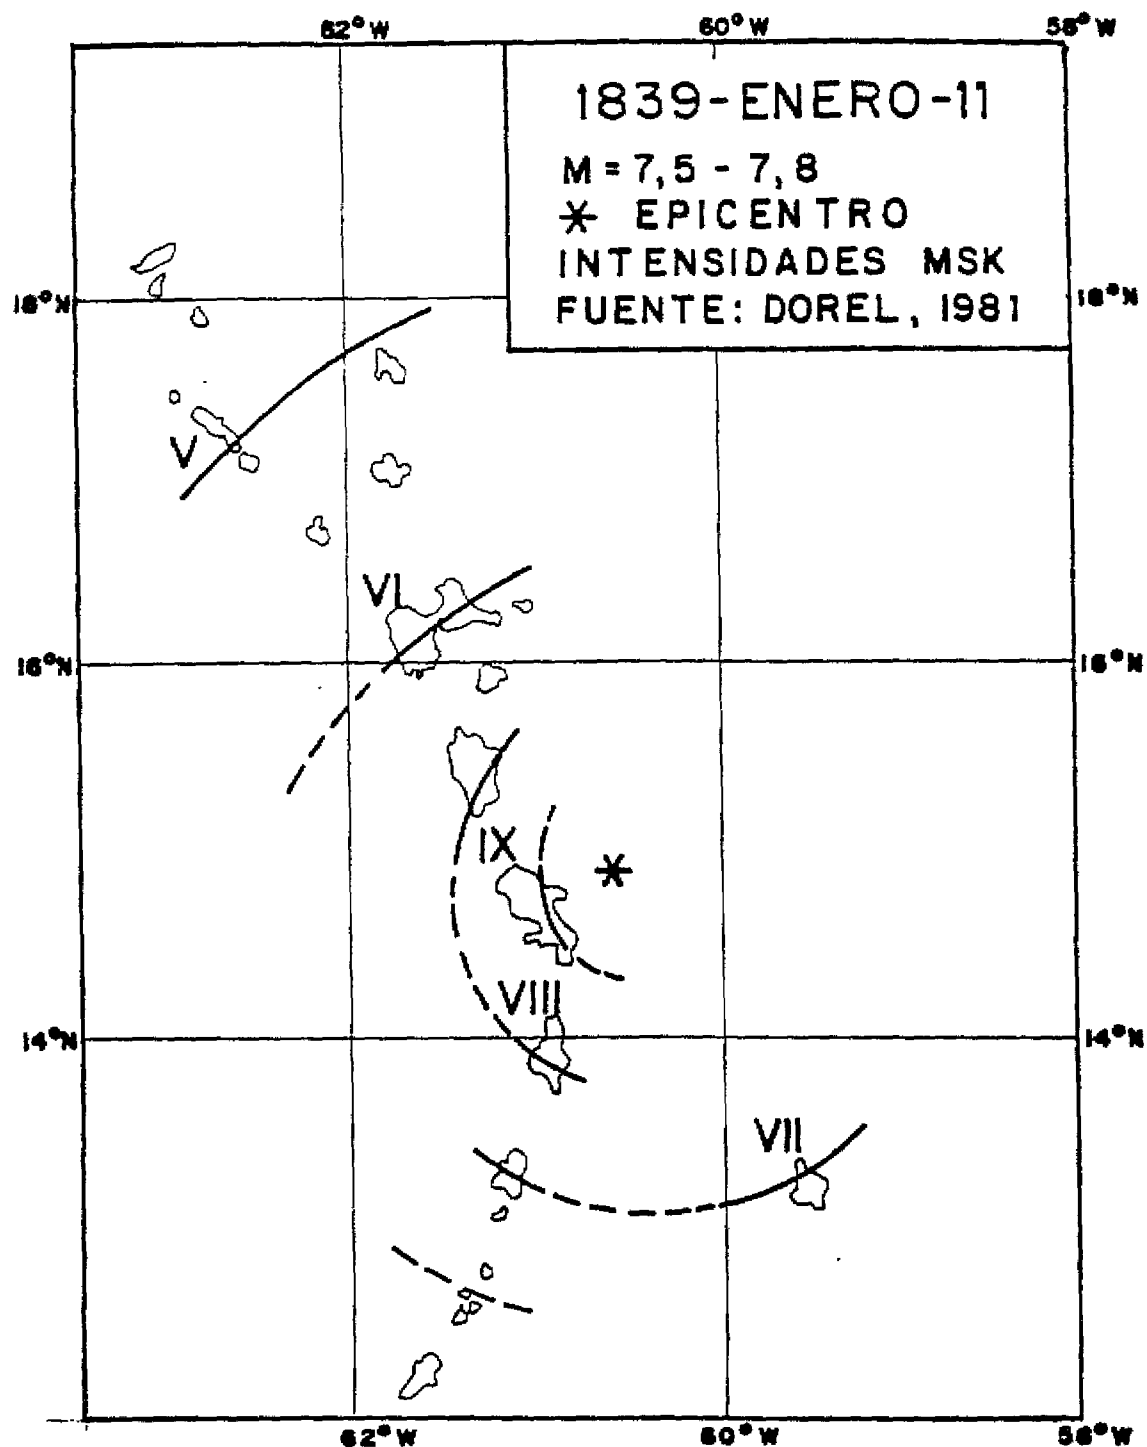 62°W 60°W 58°W
1839-ENERO-11
M = 7,5 - 7,8
* EPICENTRO
INTENSIDADES MSK
FUENTE: DOREL, 1981
18°N 18°N
V
VI
16°N 16°N
IX
*
VIII
14°N 14°N
VII
62°W 60°W 58°W